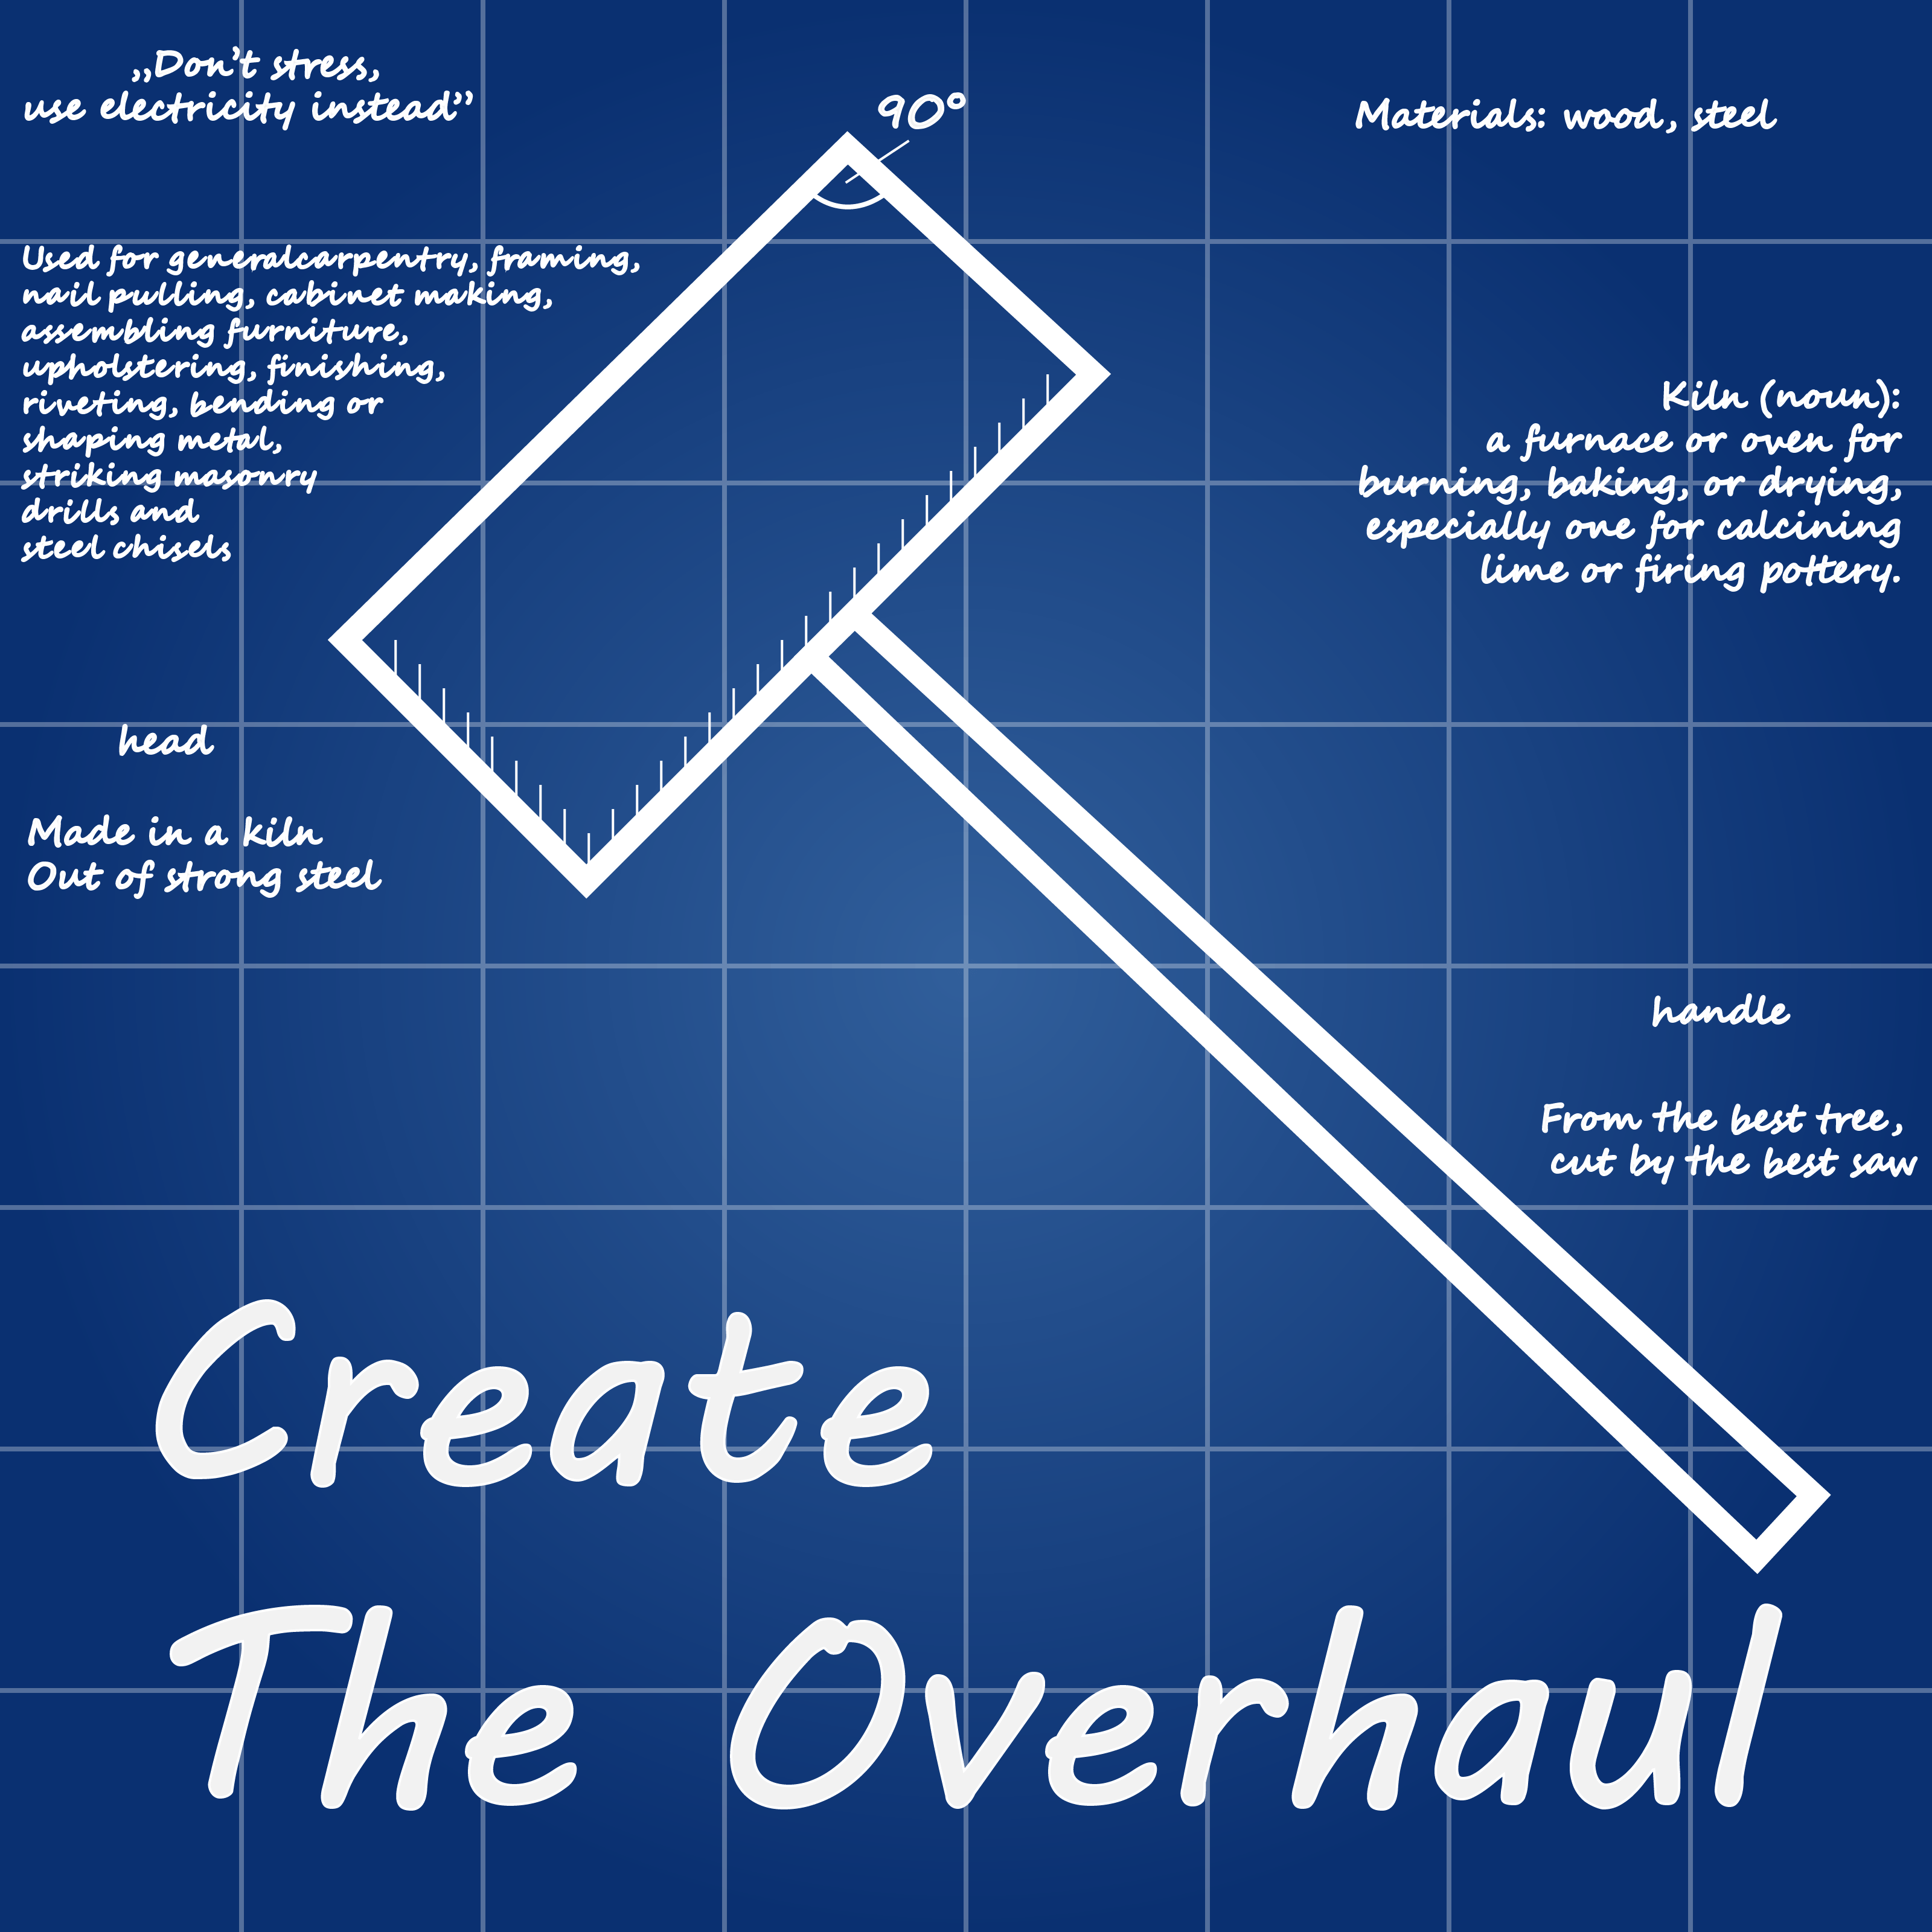 „Don't stress,
use electricity instead.”
90°
Materials: wood, steel
Used for generalcarpentry, framing,
nail pulling, cabinet making,
assembling furniture,
upholstering, finishing,
riveting, bending or
shaping metal,
striking masonry
drills and
steel chisels
Kiln (noun):
a furnace or oven for
burning, baking, or drying,
especially one for calcining
lime or firing pottery.
head
Made in a kiln
Out of strong steel
handle
From the best tree,
cut by the best saw
Create
The Overhaul